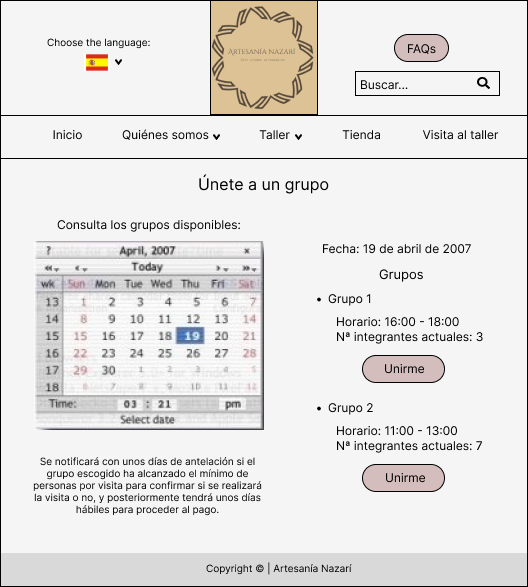 Choose the language:
ARTESANÍA NAZARÍ
FAQs
Buscar...
Inicio
Quiénes somos
Taller
Tienda
Visita al taller
Únete a un grupo
Consulta los grupos disponibles:
? April, 2007 ×
« ‹ Today › »
wk Sun Mon Tue Wed Thu Fri Sat
13 1 2 3 4 5 6 7
14 8 9 10 11 12 13 14
15 15 16 17 18 19 20 21
16 22 23 24 25 26 27 28
17 29 30 1 2 3 4 5
18 6 7 8 9 10 11 12
Time: 03 : 21 pm
Select date
Se notificará con unos días de antelación si el
grupo escogido ha alcanzado el mínimo de
personas por visita para confirmar si se realizará
la visita o no, y posteriormente tendrá unos días
hábiles para proceder al pago.
Fecha: 19 de abril de 2007
Grupos
• Grupo 1
Horario: 16:00 - 18:00
Nª integrantes actuales: 3
Unirme
• Grupo 2
Horario: 11:00 - 13:00
Nª integrantes actuales: 7
Unirme
Copyright © | Artesanía Nazarí